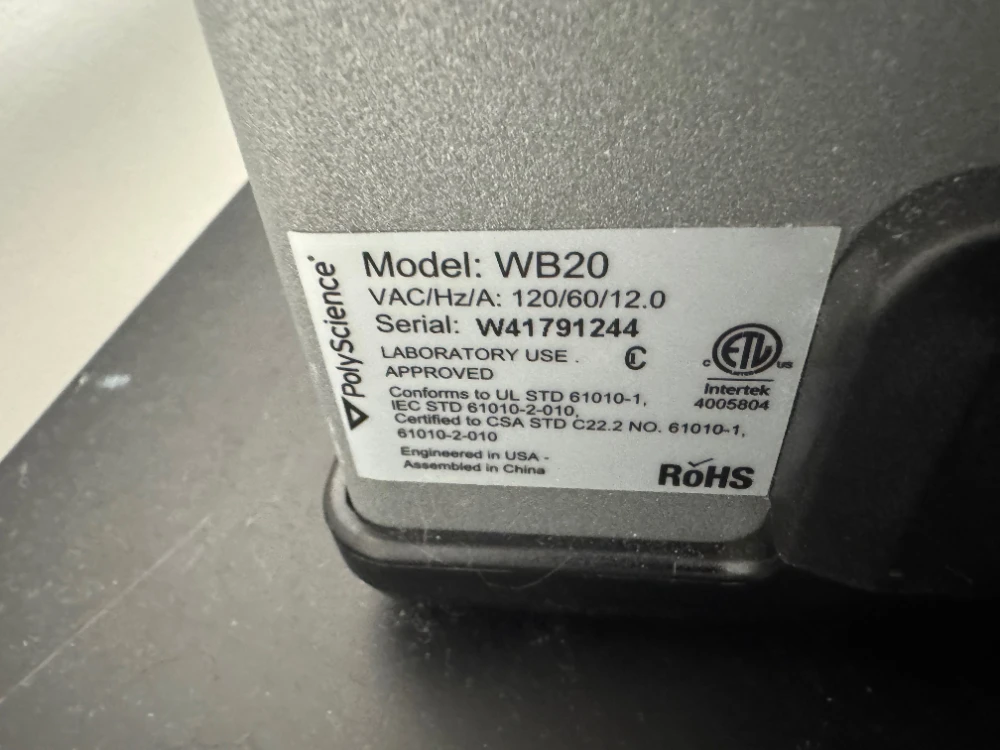 PolyScience
Model: WB20
VAC/Hz/A: 120/60/12.0
Serial: W41791244
LABORATORY USE .
APPROVED
Conforms to UL STD 61010-1,
IEC STD 61010-2-010,
Certified to CSA STD C22.2 NO. 61010-1,
61010-2-010
Engineered in USA -
Assembled in China
C ETL US
Intertek
4005804
RoHS